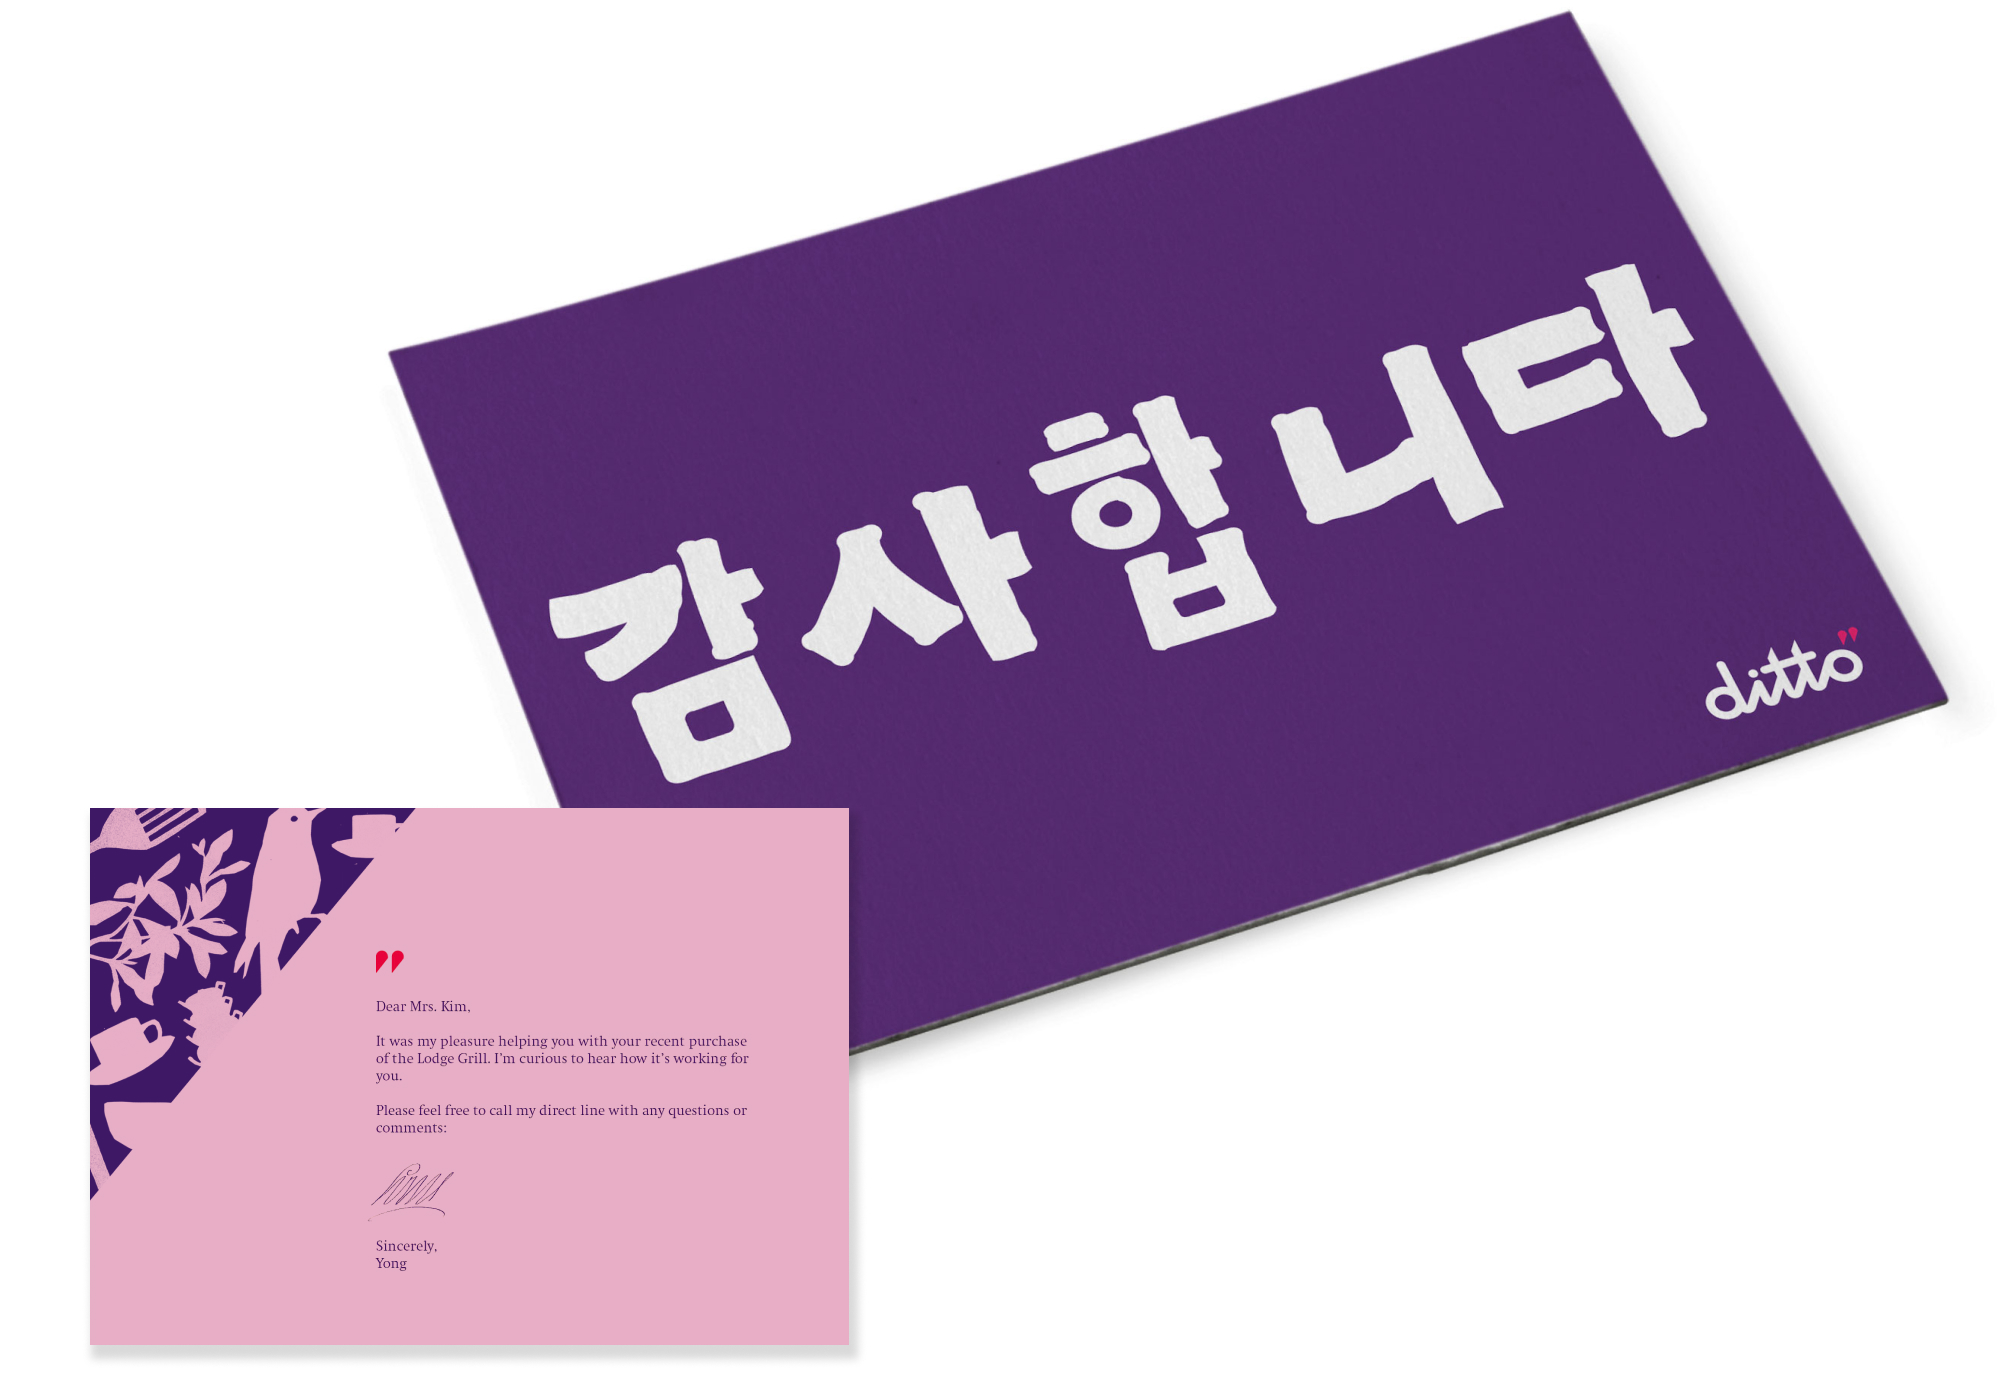 감사합니다
ditto"
"
Dear Mrs. Kim,
It was my pleasure helping you with your recent purchase
of the Lodge Grill. I'm curious to hear how it's working for
you.
Please feel free to call my direct line with any questions or
comments:
Sincerely,
Yong